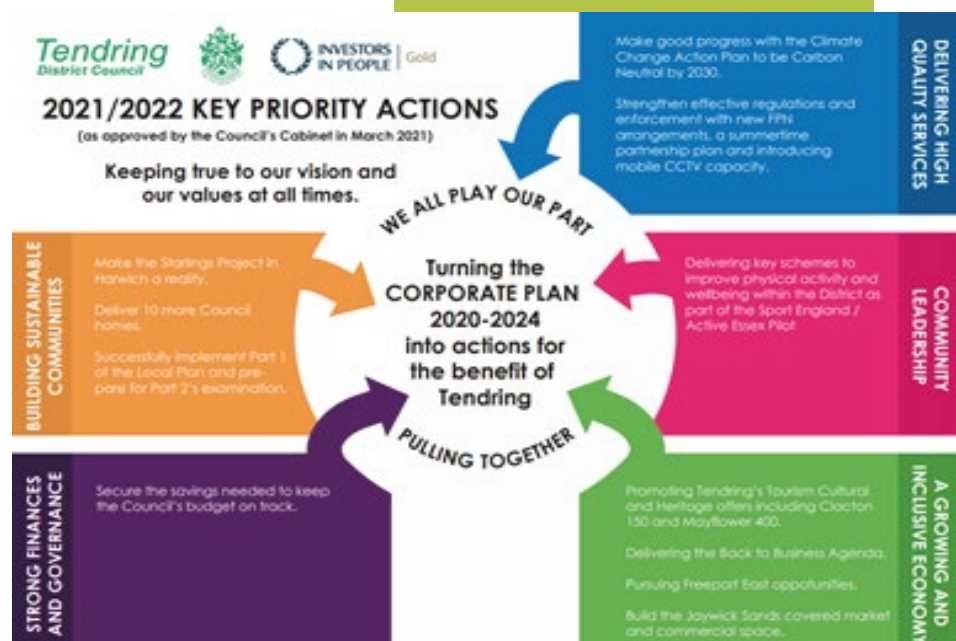 Tendring
District Council
INVESTORS
IN PEOPLE
Gold
2021/2022 KEY PRIORITY ACTIONS
(as approved by the Council's Cabinet in March 2021)
Keeping true to our vision and
our values at all times.
Make good progress with the Climate
Change Action Plan to be Carbon
Neutral by 2030.
Strengthen effective regulations and
enforcement with new FPN
arrangements, a summertime
partnership plan and introducing
mobile CCTV capacity.
DELIVERING HIGH
QUALITY SERVICES
WE ALL PLAY OUR PART
Turning the
CORPORATE PLAN
2020-2024
into actions for
the benefit of
Tendring
PULLING TOGETHER
BUILDING SUSTAINABLE
COMMUNITIES
Make the Starlings Project in
Harwich a reality.
Deliver 10 more Council
homes.
Successfully implement Part 1
of the Local Plan and pre-
pare for Part 2's examination.
Delivering key schemes to
improve physical activity and
wellbeing within the District as
part of the Sport England /
Active Essex Pilot
COMMUNITY
LEADERSHIP
STRONG FINANCES
AND GOVERNANCE
Secure the savings needed to keep
the Council's budget on track.
Promoting Tendring's Tourism Cultural
and Heritage offers including Clacton
150 and Mayflower 400.
Delivering the Back to Business Agenda.
Pursuing Freeport East oppotunities.
Build the Jaywick Sands covered market
and commercial space.
A GROWING AND
INCLUSIVE ECONOMY